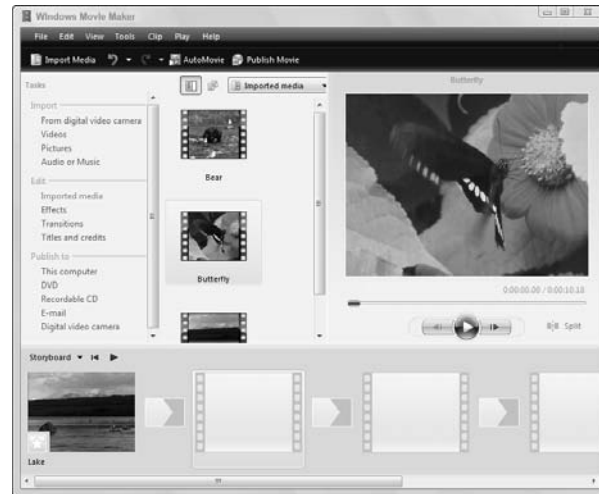 Windows Movie Maker
File Edit View Tools Clip Play Help
Import Media AutoMovie Publish Movie
Tasks
Import
From digital video camera
Videos
Pictures
Audio or Music
Edit
Imported media
Effects
Transitions
Titles and credits
Publish to
This computer
DVD
Recordable CD
E-mail
Digital video camera
Imported media
Bear
Butterfly
Butterfly
0:00:00.00 / 0:00:10.18
Split
Storyboard
Lake